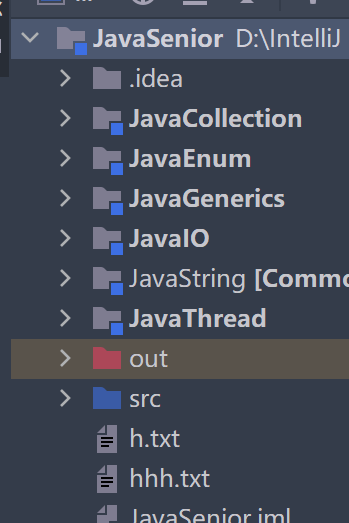 JavaSenior D:\IntelliJ
.idea
JavaCollection
JavaEnum
JavaGenerics
JavaIO
JavaString [Commo
JavaThread
out
src
h.txt
hhh.txt
JavaSenior.iml